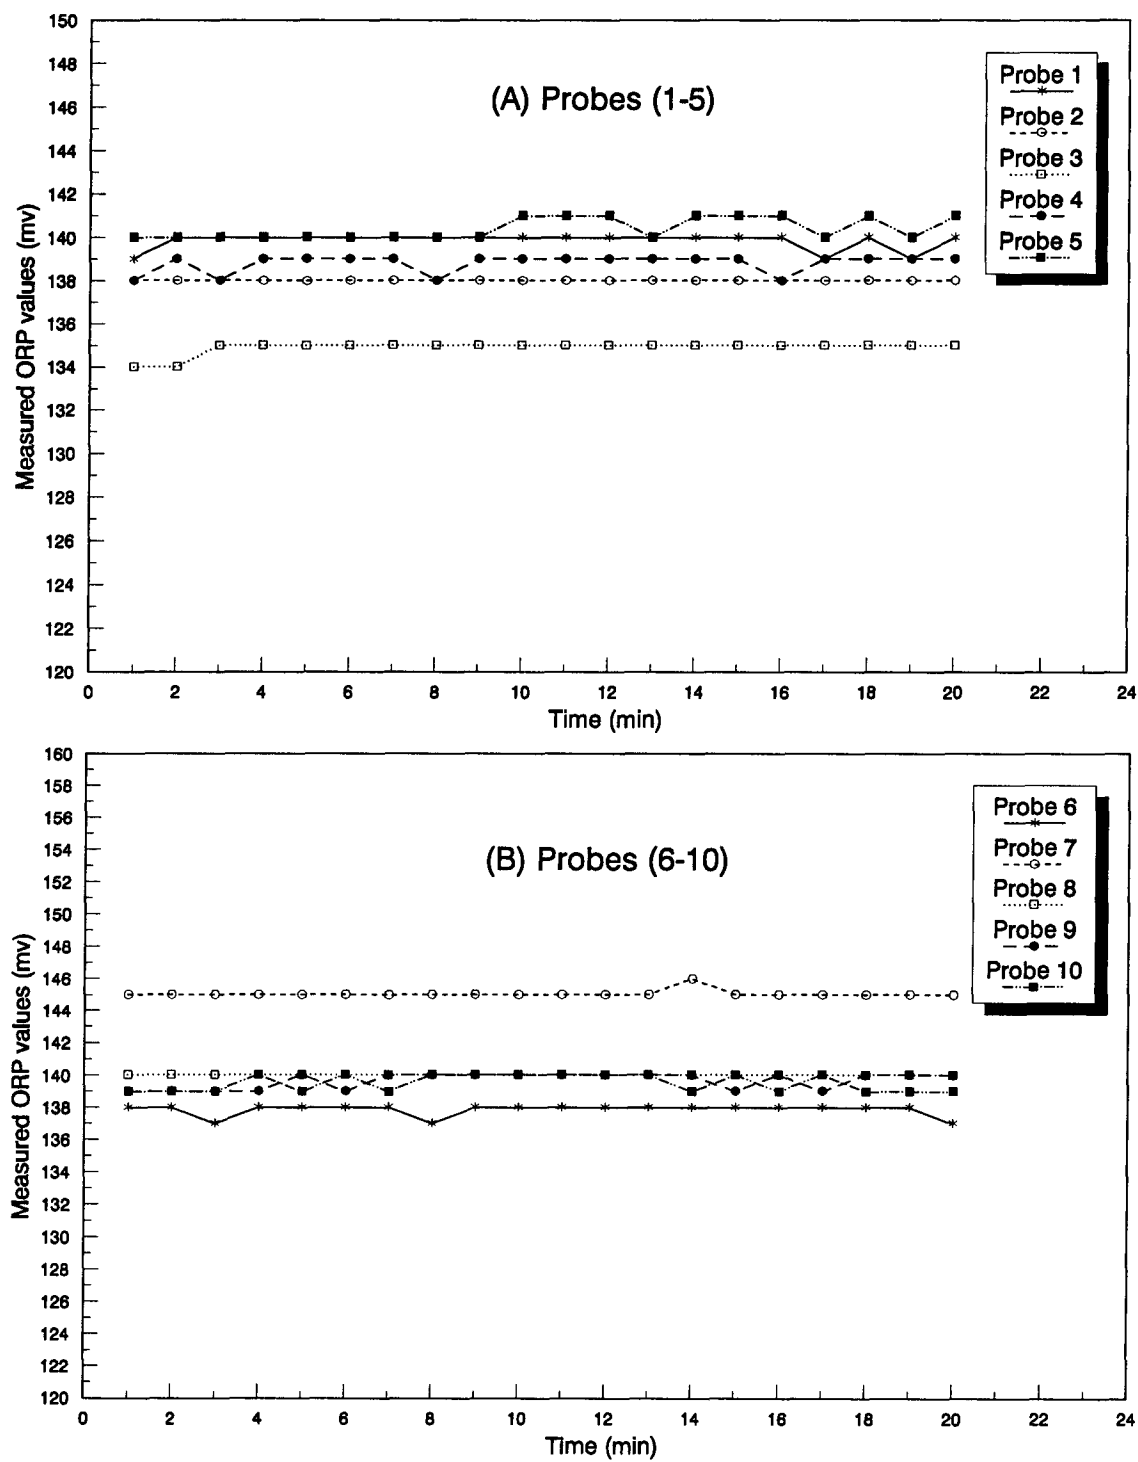 150
148
146
144
142
140
138
136
134
132
130
128
126
124
122
120
Measured ORP values (mv)
(A) Probes (1-5)
Probe 1
Probe 2
Probe 3
Probe 4
Probe 5
0 2 4 6 8 10 12 14 16 18 20 22 24
Time (min)
160
158
156
154
152
150
148
146
144
142
140
138
136
134
132
130
128
126
124
122
120
Measured ORP values (mv)
(B) Probes (6-10)
Probe 6
Probe 7
Probe 8
Probe 9
Probe 10
0 2 4 6 8 10 12 14 16 18 20 22 24
Time (min)